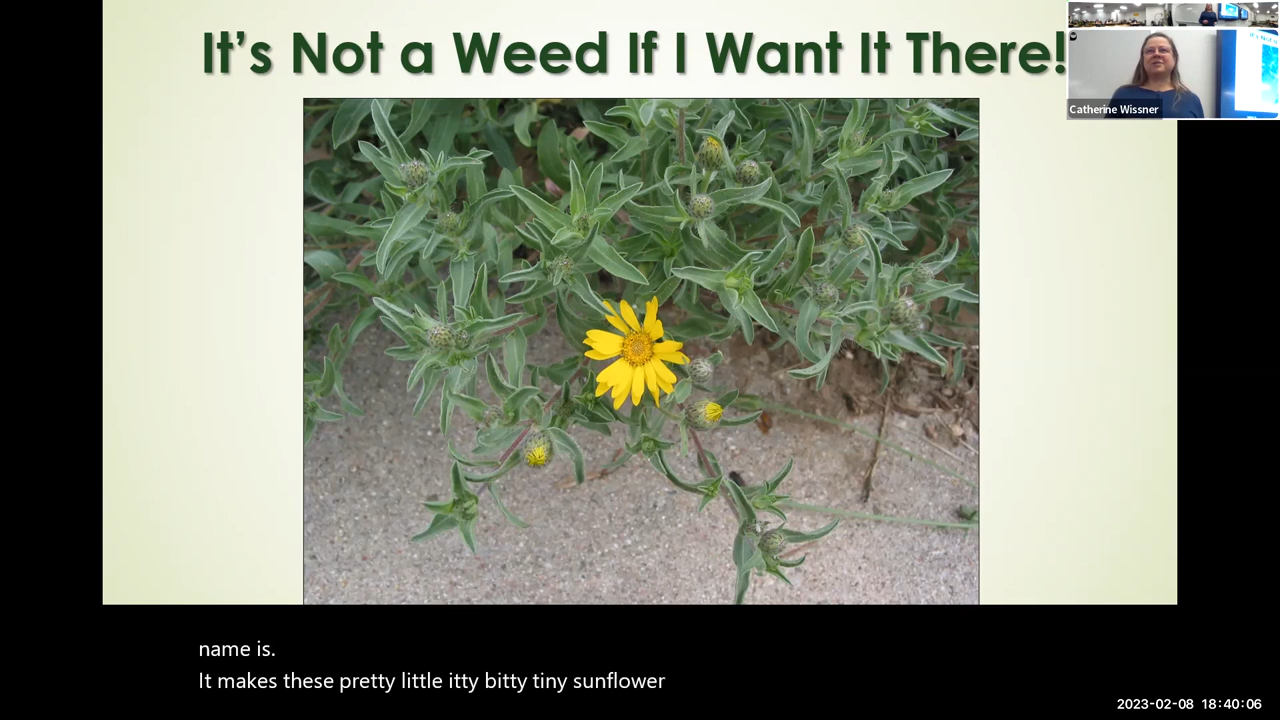 It's Not a Weed If I Want It There!
Catherine Wissner
name is.
It makes these pretty little itty bitty tiny sunflower
2023-02-08 18:40:06